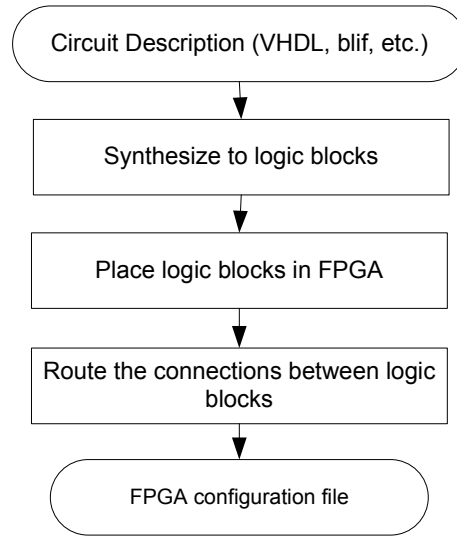 Circuit Description (VHDL, blif, etc.)
Synthesize to logic blocks
Place logic blocks in FPGA
Route the connections between logic
blocks
FPGA configuration file